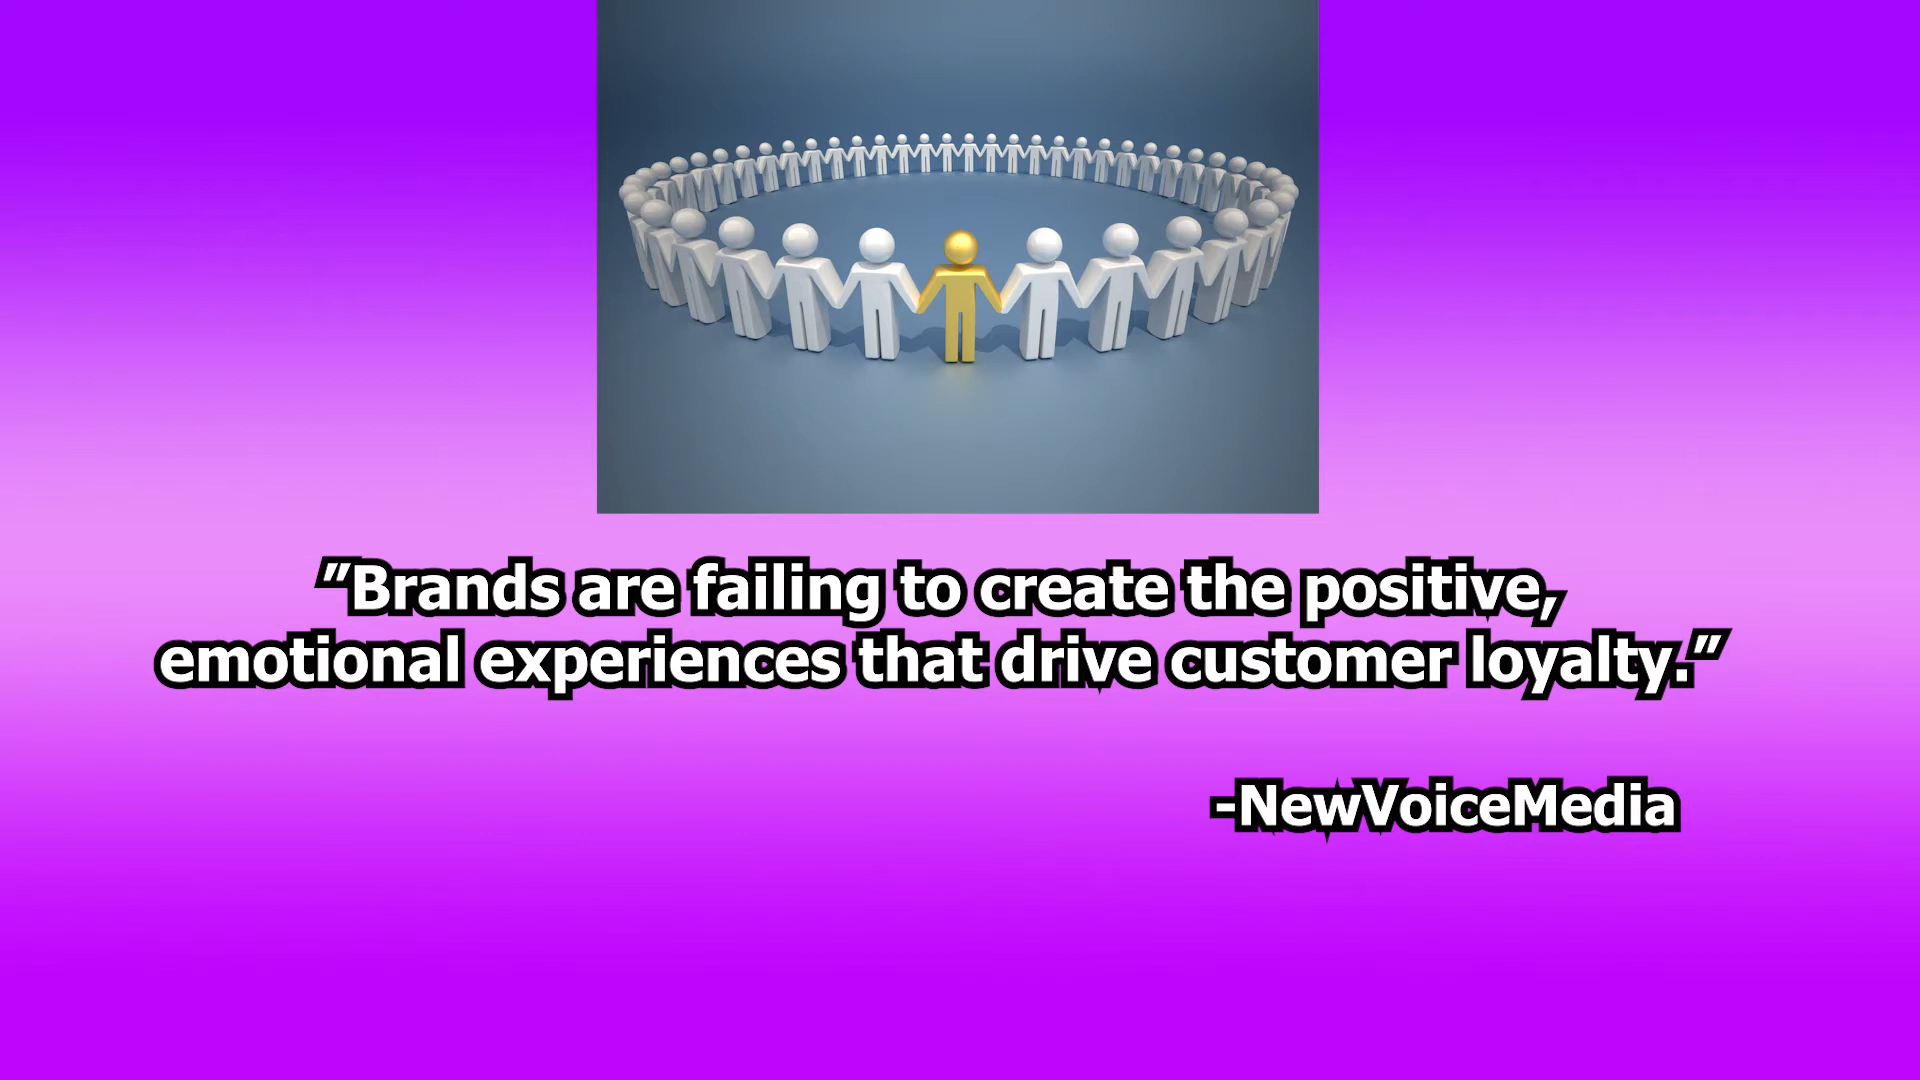 "Brands are failing to create the positive,
emotional experiences that drive customer loyalty."
-NewVoiceMedia